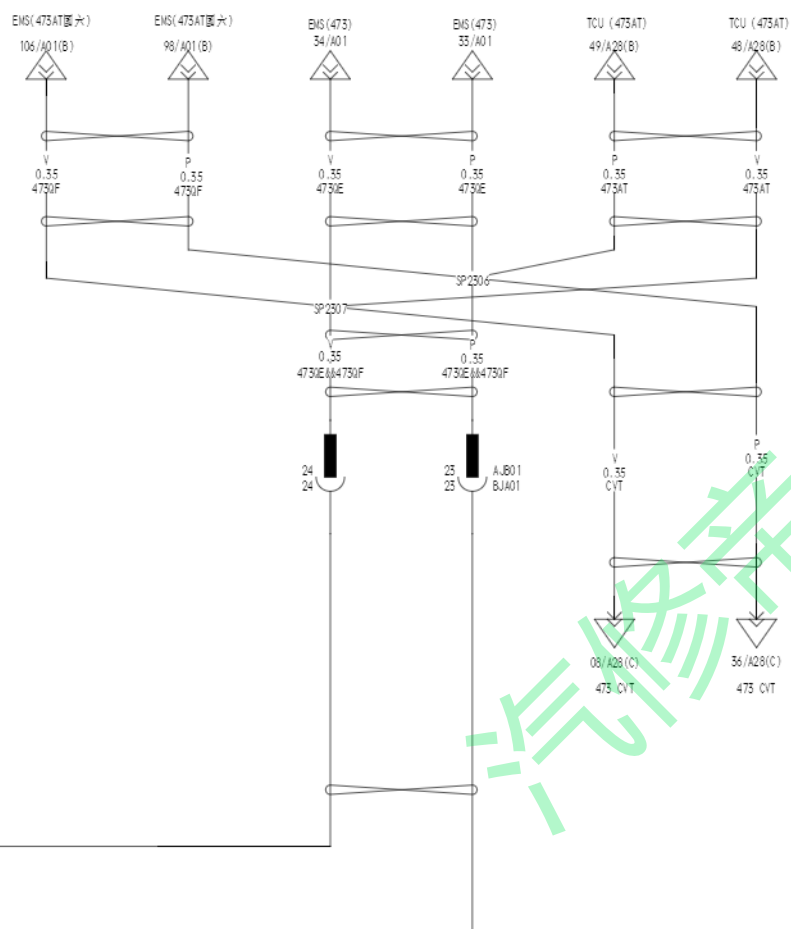 EMS(473AT国六)
106/A01(B)
EMS(473AT国六)
98/A01(B)
EMS(473)
34/A01
EMS(473)
33/A01
TCU (473AT)
49/A28(B)
TCU (473AT)
48/A28(B)
V
0.35
473QF
P
0.35
473QF
V
0.35
473QE
P
0.35
473QE
P
0.35
473AT
V
0.35
473AT
SP2306
SP2307
V
0.35
473QE&&473QF
P
0.35
473QE&&473QF
24
24
23 AJB01
23 BJA01
V
0.35
CVT
P
0.35
CVT
08/A28(C)
473 CVT
36/A28(C)
473 CVT
汽修帝